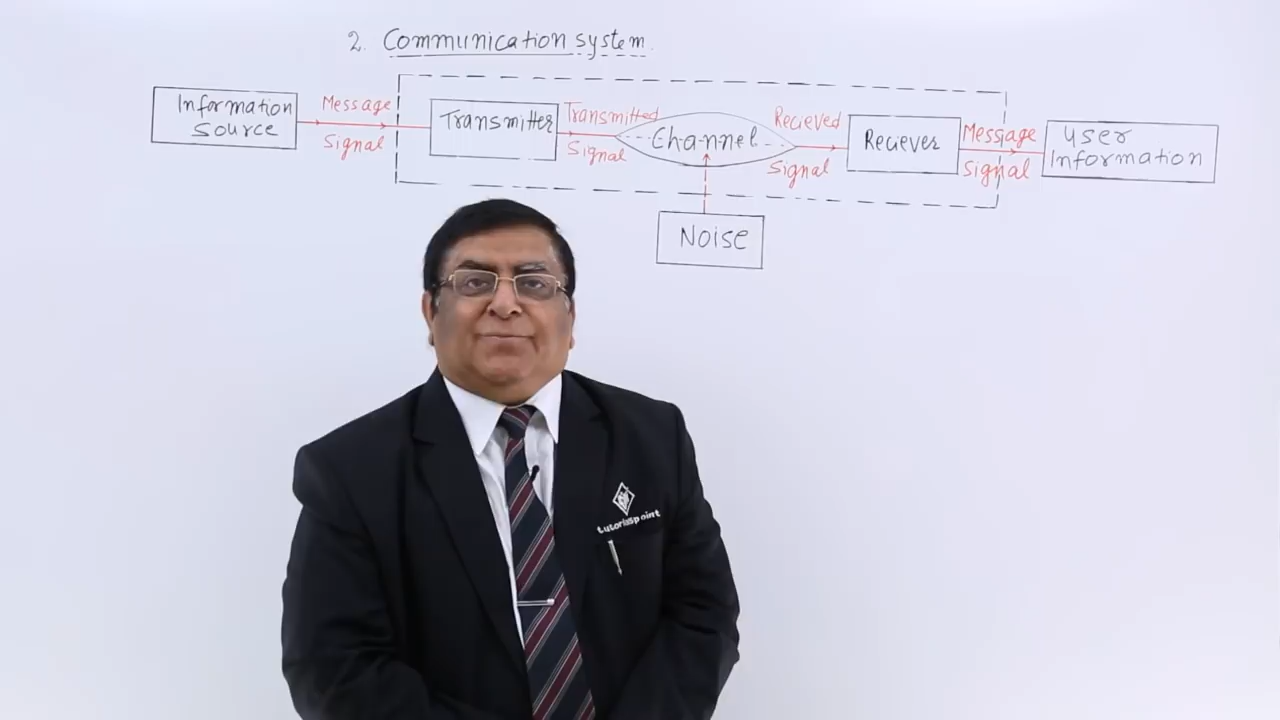 2. Communication system.
Information
Source
Message
Signal
Transmitter
Transmitted
Signal
Channel
Recieved
Signal
Reciever
Message
Signal
User
Information
Noise
tutorialspoint